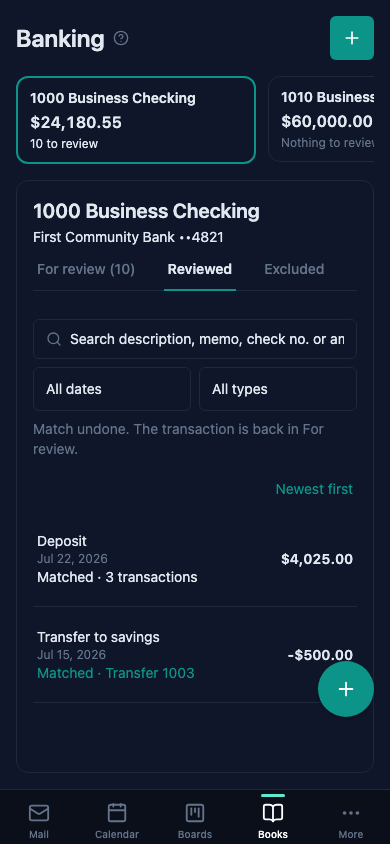 Banking
1000 Business Checking
$24,180.55
10 to review
1010 Business
$60,000.00
Nothing to review
1000 Business Checking
First Community Bank ••4821
For review (10)
Reviewed
Excluded
Search description, memo, check no. or am
All dates
All types
Match undone. The transaction is back in For
review.
Newest first
Deposit
Jul 22, 2026
Matched · 3 transactions
$4,025.00
Transfer to savings
Jul 15, 2026
Matched · Transfer 1003
-$500.00
Mail
Calendar
Boards
Books
More